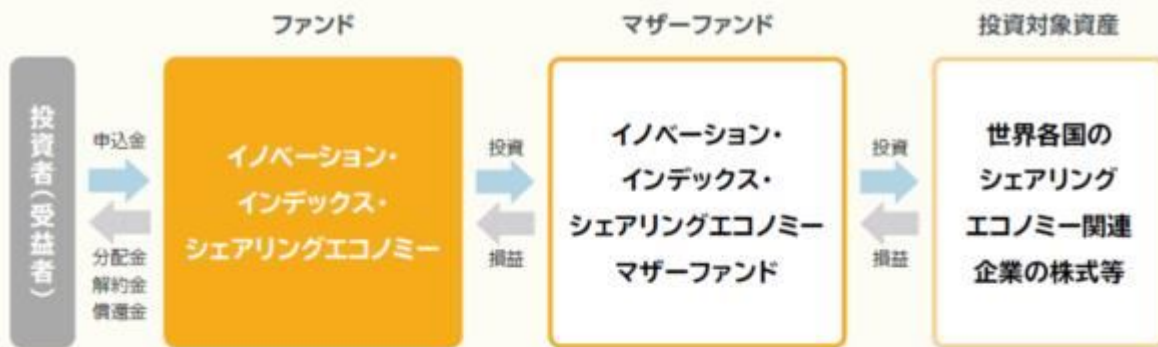 ファンド
マザーファンド
投資対象資産
投資者(受益者)
申込金
分配金
解約金
償還金
イノベーション・
インデックス・
シェアリングエコノミー
投資
損益
イノベーション・
インデックス・
シェアリングエコノミー
マザーファンド
投資
損益
世界各国の
シェアリング
エコノミー関連
企業の株式等